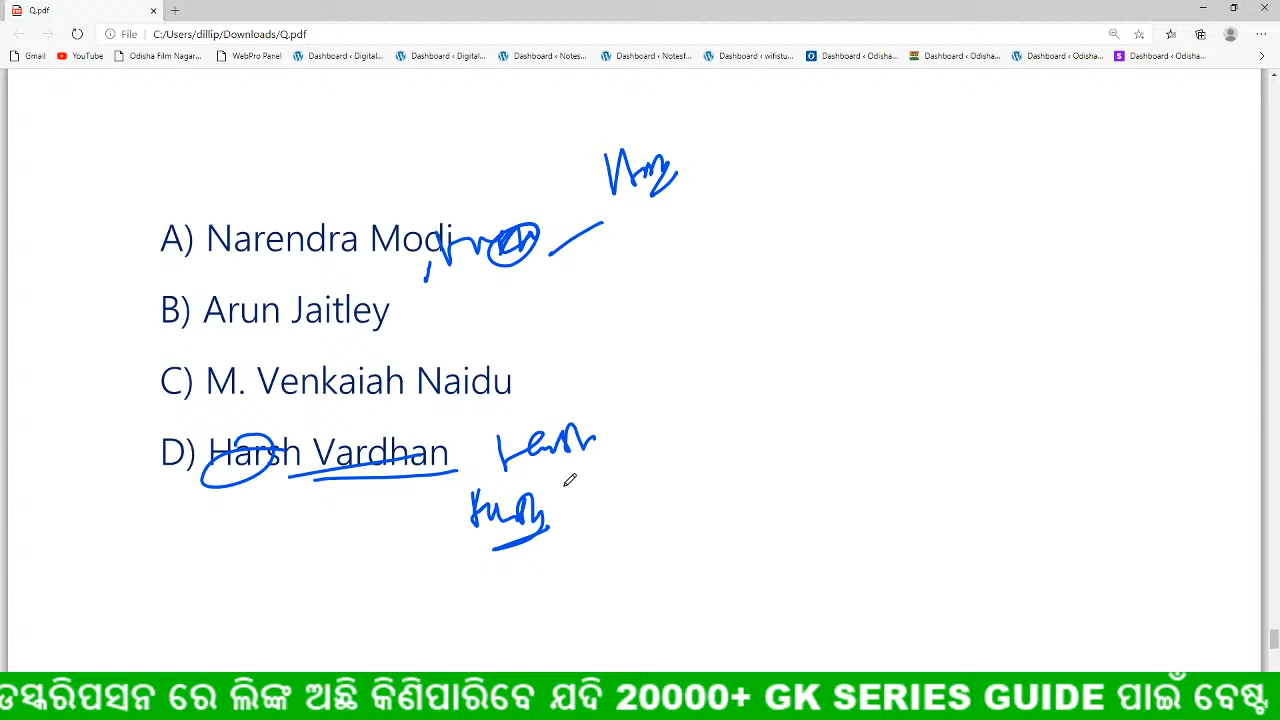 Q.pdf
File C:/Users/dillip/Downloads/Q.pdf
Gmail YouTube Odisha Film Nagar... WebPro Panel Dashboard ‹ Digital... Dashboard ‹ Digital... Dashboard ‹ Notes... Dashboard ‹ Notesf... Dashboard ‹ wifistu... Dashboard ‹ Odisha... Dashboard ‹ Odisha... Dashboard ‹ Odisha... Dashboard ‹ Odisha...
A) Narendra Modi
B) Arun Jaitley
C) M. Venkaiah Naidu
D) Harsh Vardhan
ଡସ୍କରିପସନ ରେ ଲିଙ୍କ ଅଛି କିଣିପାରିବେ ଯଦି 20000+ GK SERIES GUIDE ପାଇଁ ବେଷ୍ଟ